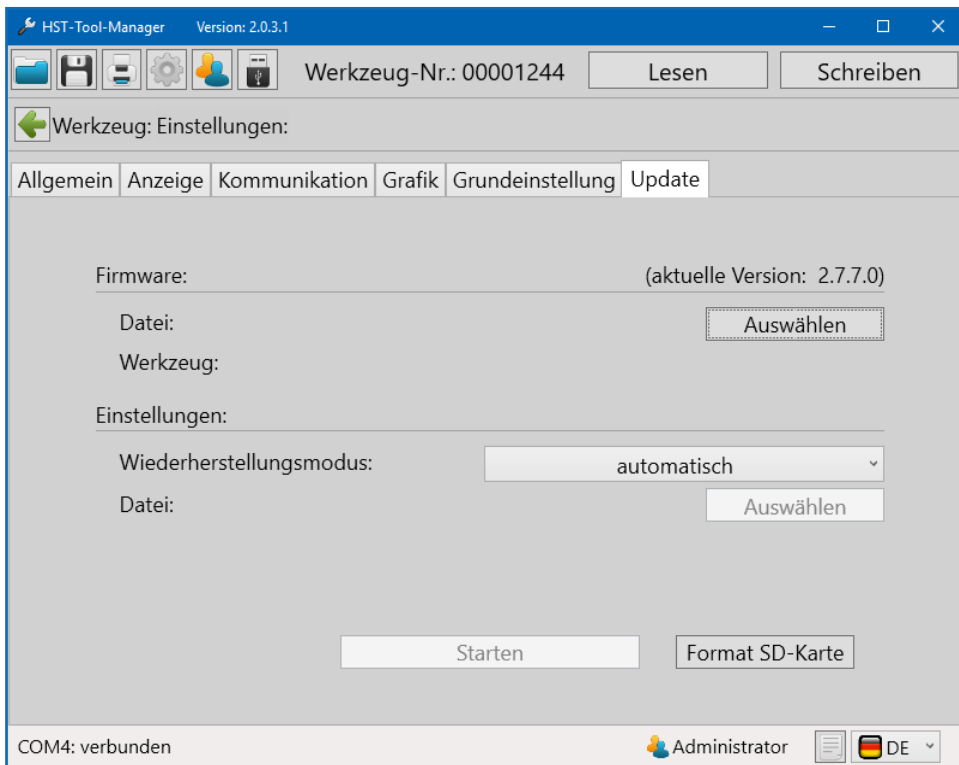 HST-Tool-Manager Version: 2.0.3.1
Werkzeug-Nr.: 00001244 Lesen Schreiben
Werkzeug: Einstellungen:
Allgemein Anzeige Kommunikation Grafik Grundeinstellung Update
Firmware: (aktuelle Version: 2.7.7.0)
Datei: Auswählen
Werkzeug:
Einstellungen:
Wiederherstellungsmodus: automatisch
Datei: Auswählen
Starten Format SD-Karte
COM4: verbunden Administrator DE